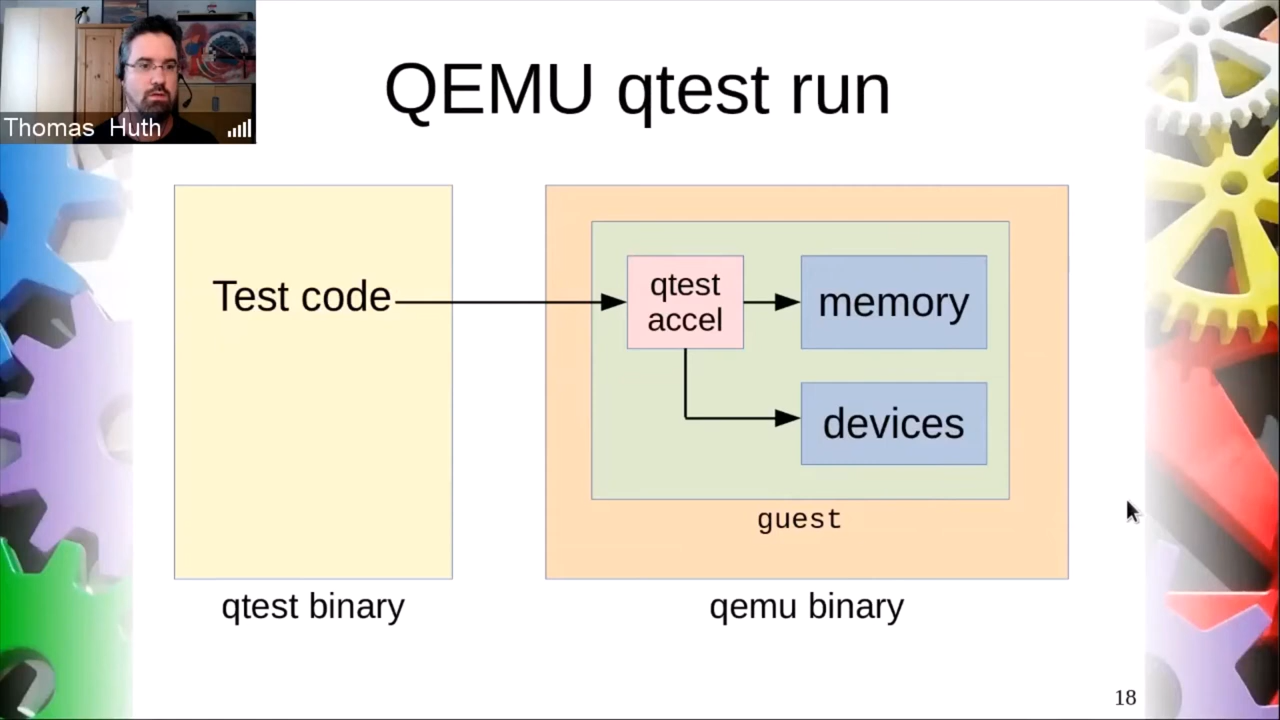 Thomas Huth
QEMU qtest run
Test code
qtest
accel
memory
devices
guest
qtest binary
qemu binary
18